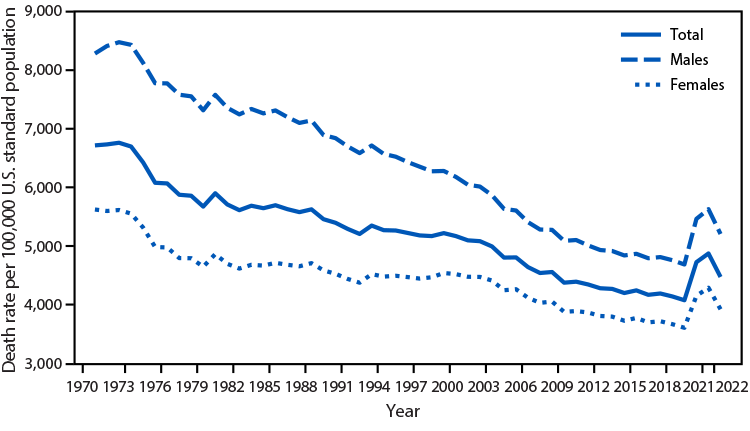 Death rate per 100,000 U.S. standard population
9,000
8,000
7,000
6,000
5,000
4,000
3,000
Total
Males
Females
1970 1973 1976 1979 1982 1985 1988 1991 1994 1997 2000 2003 2006 2009 2012 2015 2018 2021 2022
Year